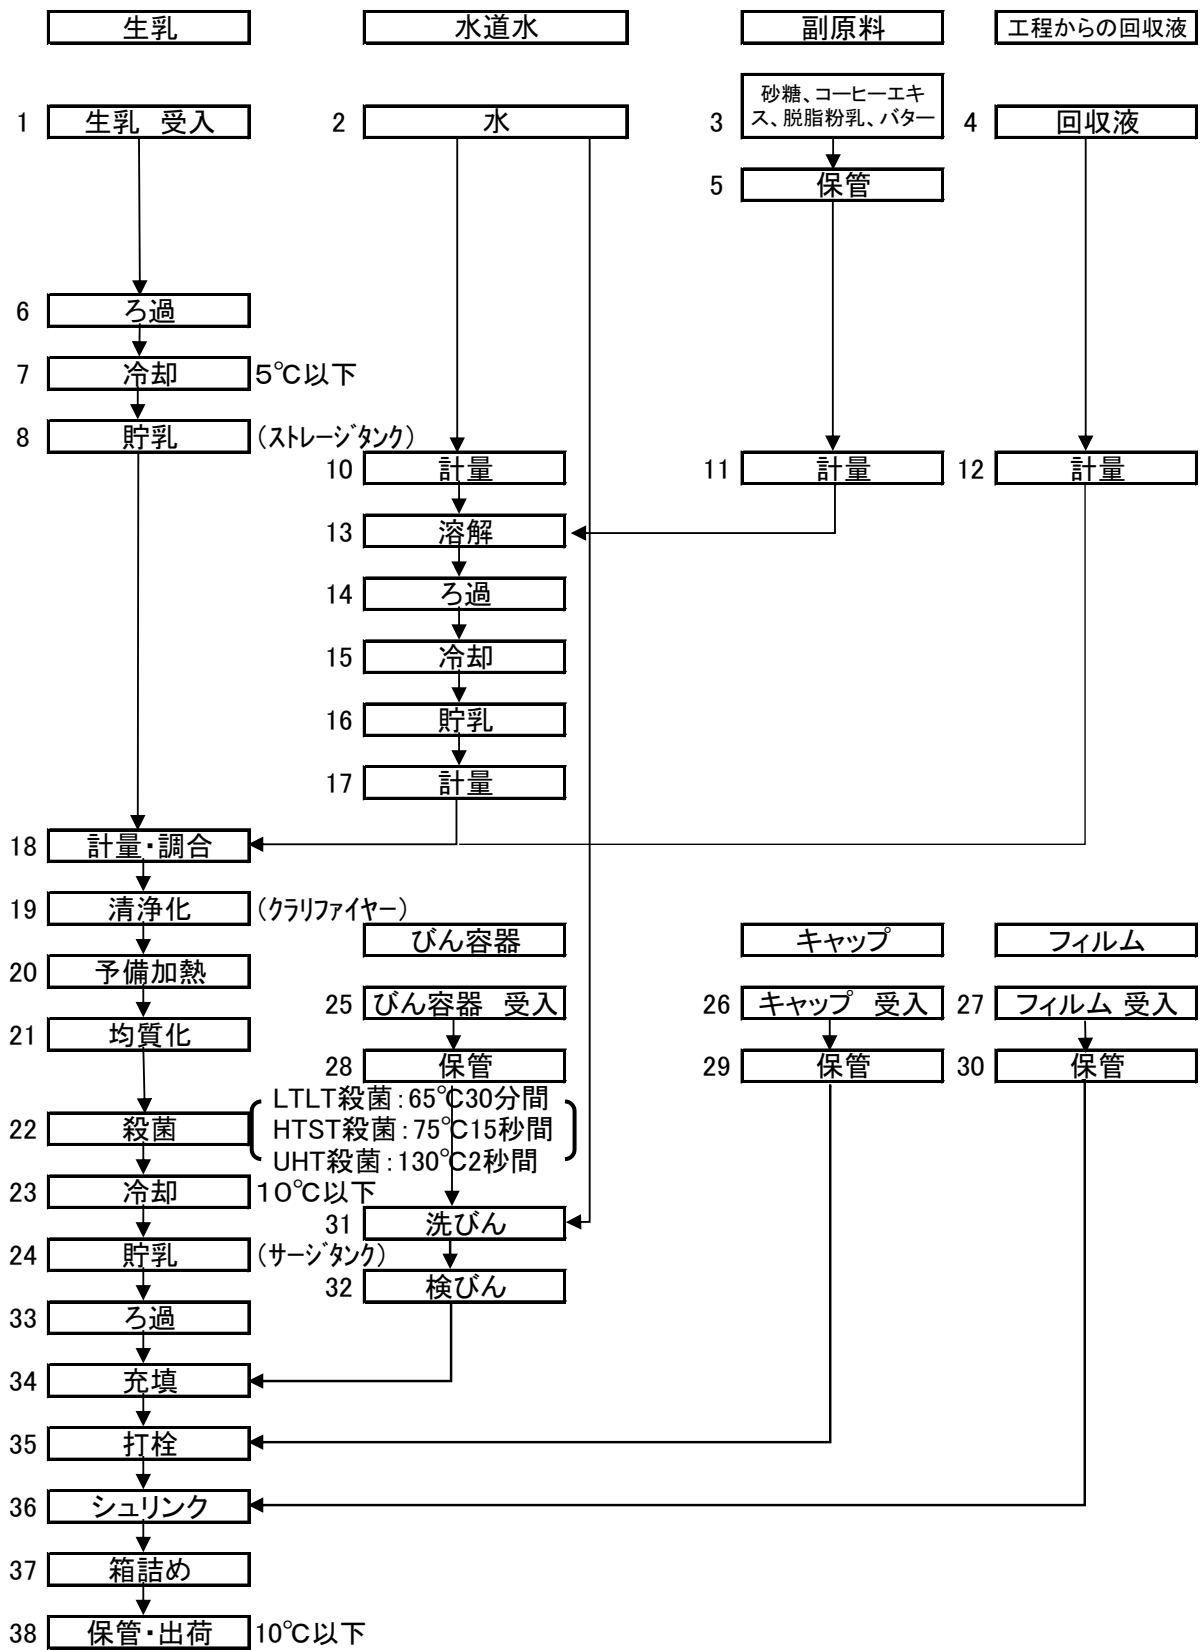 生乳 水道水 副原料 工程からの回収液
1 生乳 受入 2 水 3 砂糖、コーヒーエキ
ス、脱脂粉乳、バター 4 回収液
5 保管
6 ろ過
7 冷却 5℃以下
8 貯乳 (ストレージタンク)
10 計量 11 計量 12 計量
13 溶解
14 ろ過
15 冷却
16 貯乳
17 計量
18 計量・調合
19 清浄化 (クラリファイヤー)
びん容器 キャップ フィルム
20 予備加熱
25 びん容器 受入 26 キャップ 受入 27 フィルム 受入
21 均質化
28 保管 29 保管 30 保管
LTLT殺菌:65℃30分間
22 殺菌 HTST殺菌:75℃15秒間
UHT殺菌:130℃2秒間
23 冷却 10℃以下
31 洗びん
24 貯乳 (サージタンク)
32 検びん
33 ろ過
34 充填
35 打栓
36 シュリンク
37 箱詰め
38 保管・出荷 10℃以下